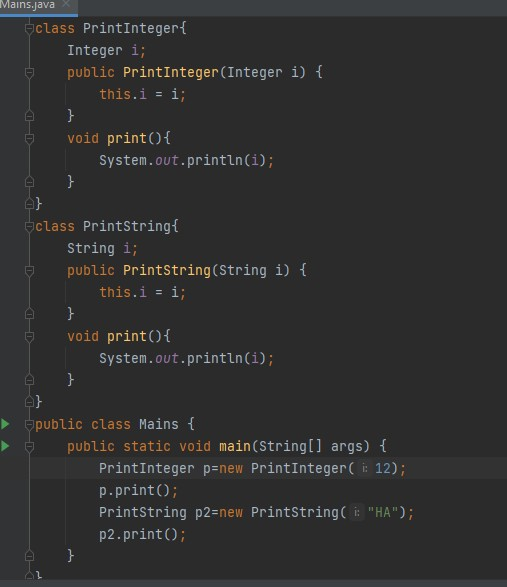 Mains.java
class PrintInteger{
Integer i;
public PrintInteger(Integer i) {
this.i = i;
}
void print(){
System.out.println(i);
}
}
class PrintString{
String i;
public PrintString(String i) {
this.i = i;
}
void print(){
System.out.println(i);
}
}
public class Mains {
public static void main(String[] args) {
PrintInteger p=new PrintInteger( i: 12);
p.print();
PrintString p2=new PrintString( i: "HA");
p2.print();
}
}